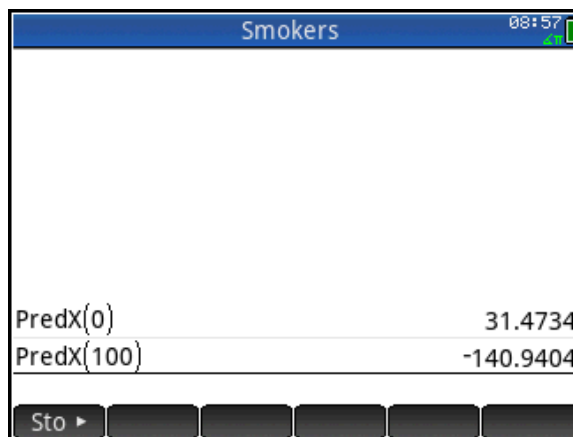 Smokers 08:57
∡π
PredX(0) 31.4734
PredX(100) -140.9404
Sto ▸